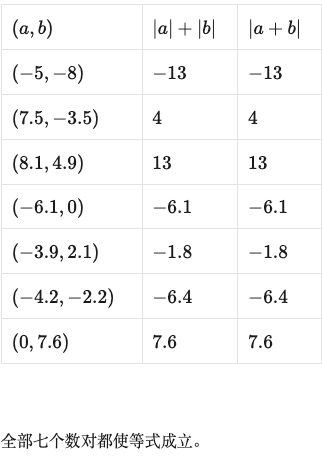 (a, b) |a| + |b| |a + b|
(−5, −8) −13 −13
(7.5, −3.5) 4 4
(8.1, 4.9) 13 13
(−6.1, 0) −6.1 −6.1
(−3.9, 2.1) −1.8 −1.8
(−4.2, −2.2) −6.4 −6.4
(0, 7.6) 7.6 7.6
全部七个数对都使等式成立。